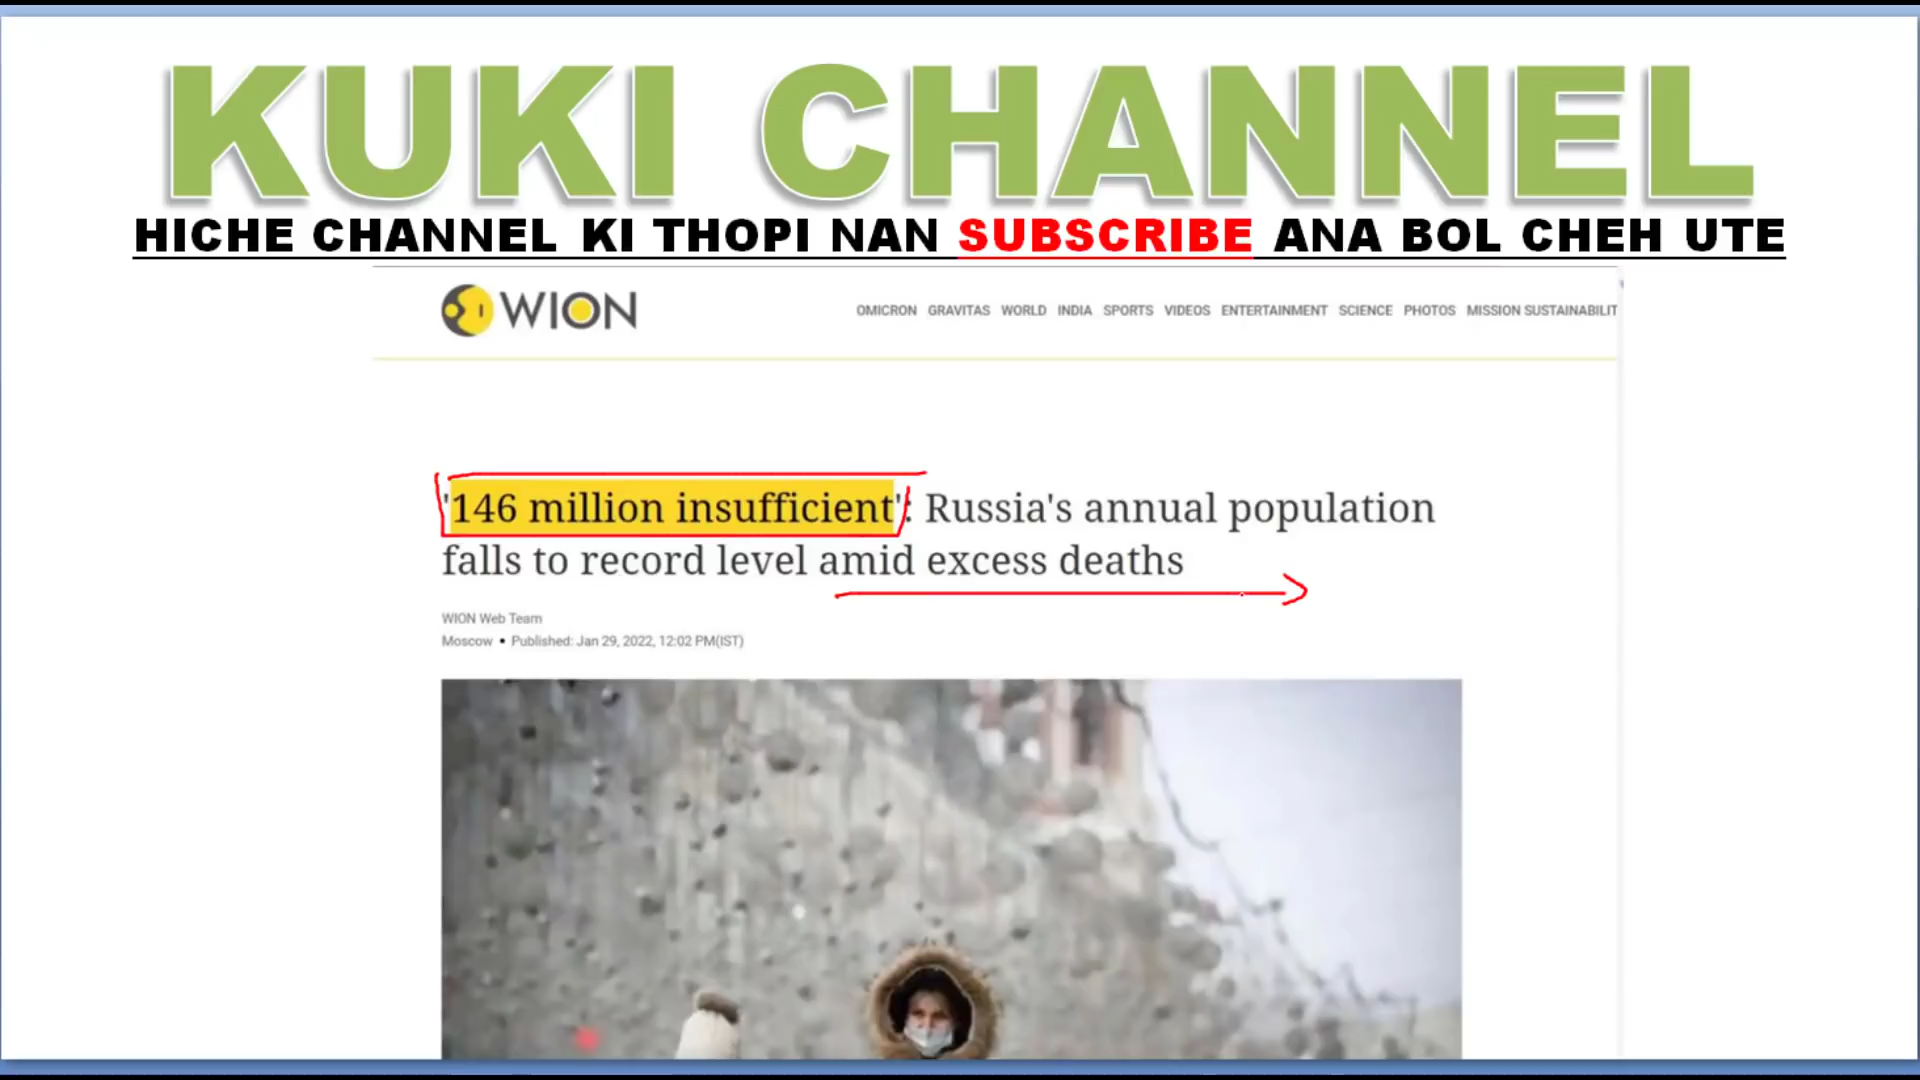 KUKI CHANNEL
HICHE CHANNEL KI THOPI NAN SUBSCRIBE ANA BOL CHEH UTE
WION
OMICRON GRAVITAS WORLD INDIA SPORTS VIDEOS ENTERTAINMENT SCIENCE PHOTOS MISSION SUSTAINABILIT
'146 million insufficient': Russia's annual population
falls to record level amid excess deaths
WION Web Team
Moscow • Published: Jan 29, 2022, 12:02 PM(IST)